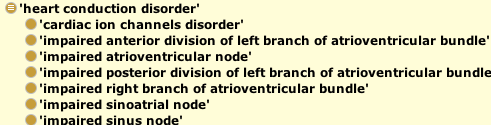 'heart conduction disorder'
'cardiac ion channels disorder'
'impaired anterior division of left branch of atrioventricular bundle'
'impaired atrioventricular node'
'impaired posterior division of left branch of atrioventricular bundle
'impaired right branch of atrioventricular bundle'
'impaired sinoatrial node'
'impaired sinus node'